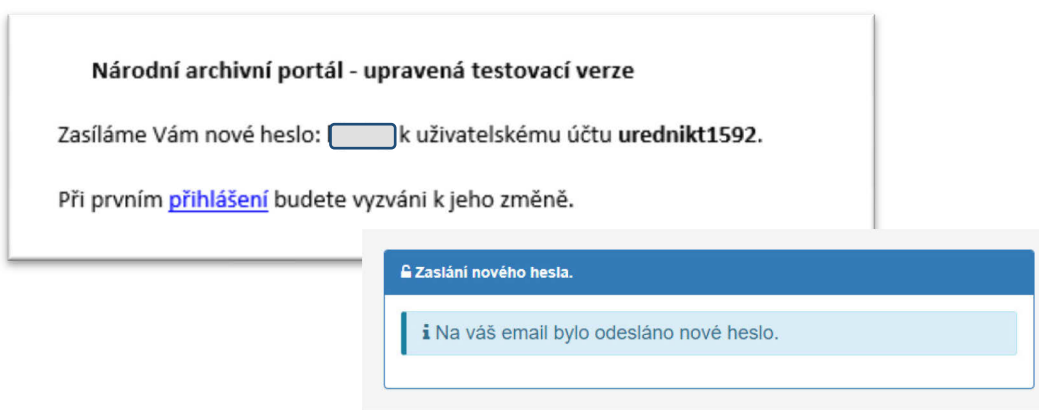 Národní archivní portál - upravená testovací verze
Zasíláme Vám nové heslo: k uživatelskému účtu urednikt1592.
Při prvním přihlášení budete vyzváni k jeho změně.
Zaslání nového hesla.
Na váš email bylo odesláno nové heslo.